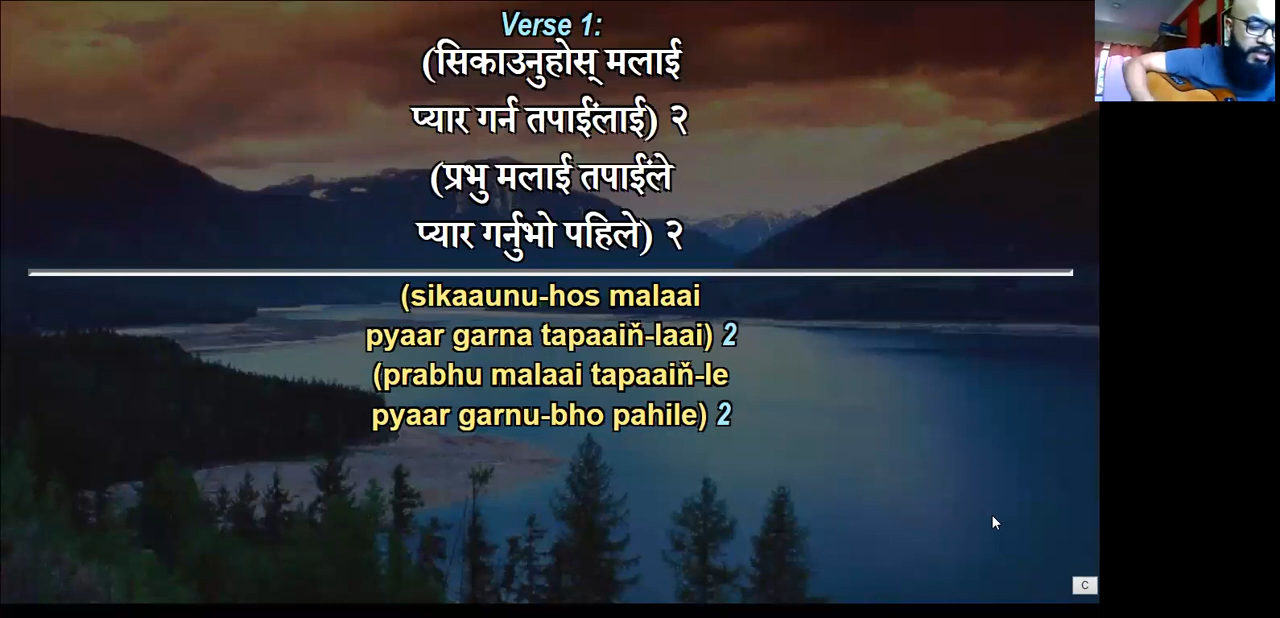 Verse 1:
(सिकाउनुहोस् मलाई
प्यार गर्न तपाईंलाई) २
(प्रभु मलाई तपाईंले
प्यार गर्नुभो पहिले) २
(sikaaunu-hos malaai
pyaar garna tapaaiň-laai) 2
(prabhu malaai tapaaiň-le
pyaar garnu-bho pahile) 2
C